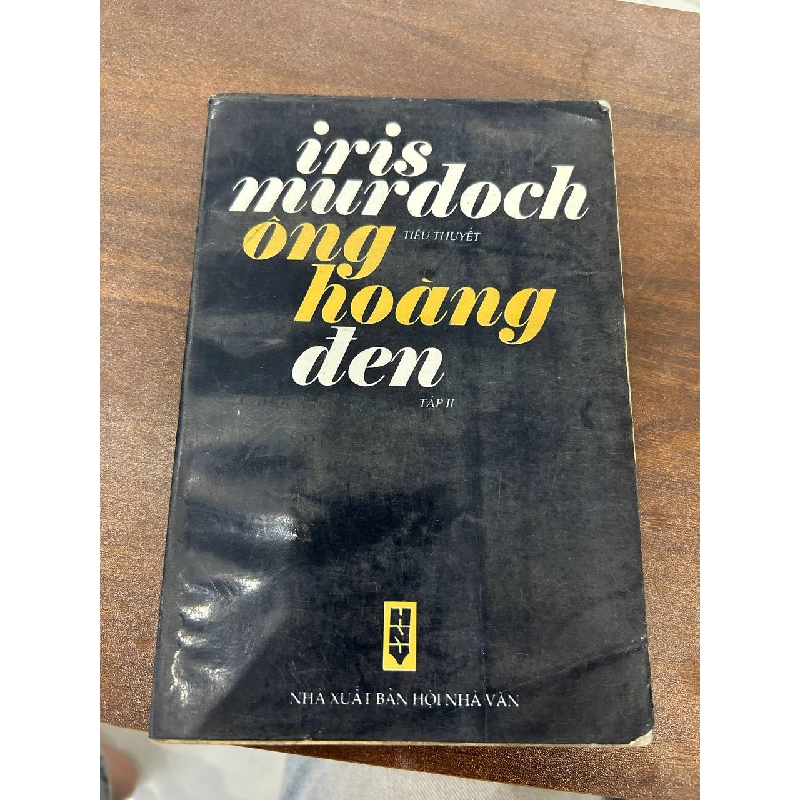 iris
murdoch
ông
TIỂU THUYẾT
hoàng
đen
TẬP II
HNV
NHÀ XUẤT BẢN HỘI NHÀ VĂN